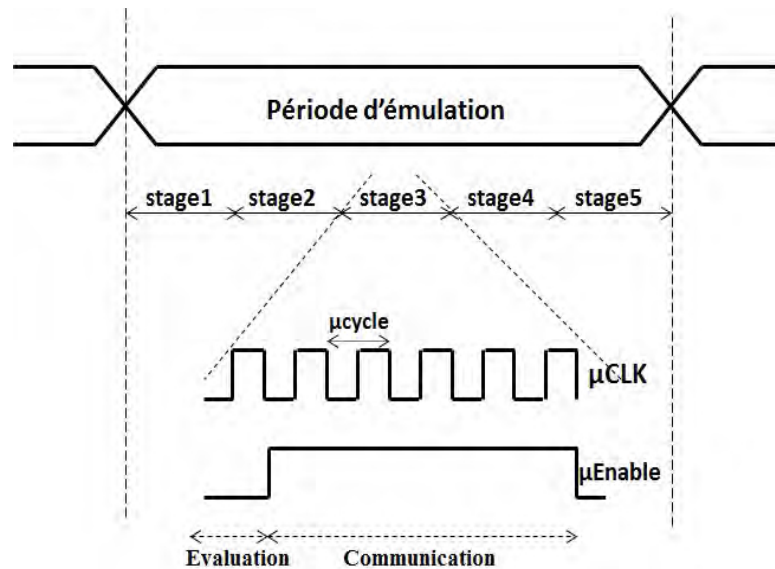 Période d'émulation
stage1 stage2 stage3 stage4 stage5
µcycle
µCLK
µEnable
Evaluation Communication